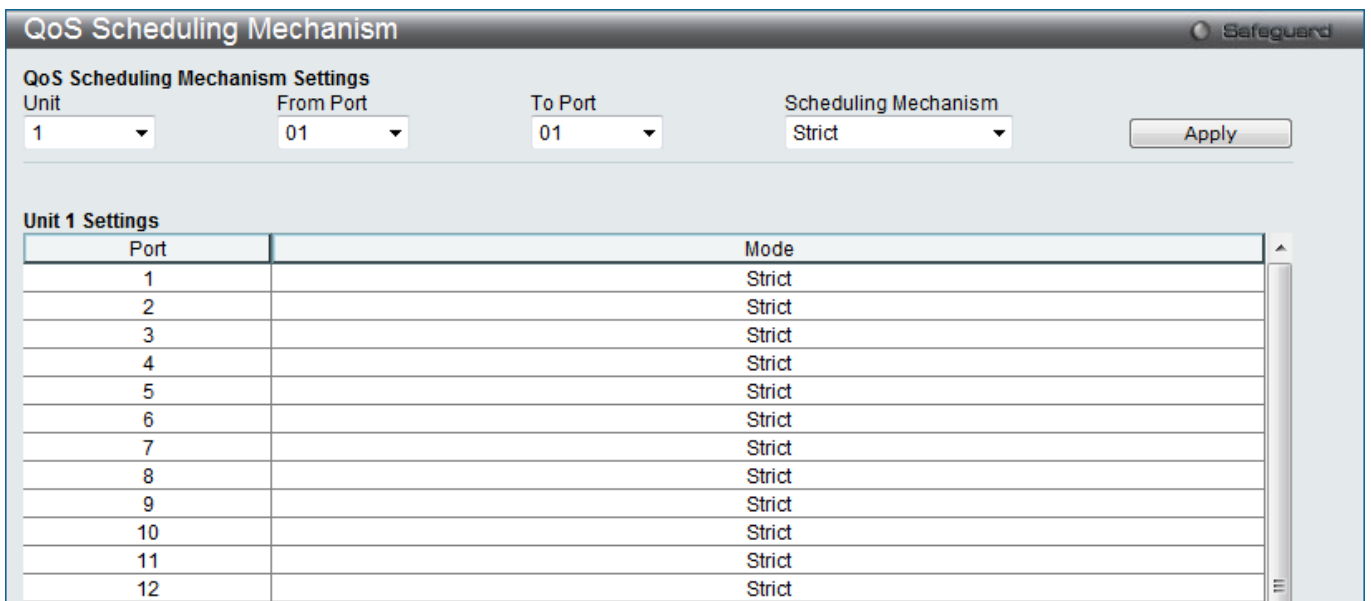 QoS Scheduling Mechanism Safeguard
QoS Scheduling Mechanism Settings
Unit From Port To Port Scheduling Mechanism
1 01 01 Strict Apply
Unit 1 Settings
Port Mode
1 Strict
2 Strict
3 Strict
4 Strict
5 Strict
6 Strict
7 Strict
8 Strict
9 Strict
10 Strict
11 Strict
12 Strict